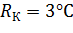 R_K = 3°C